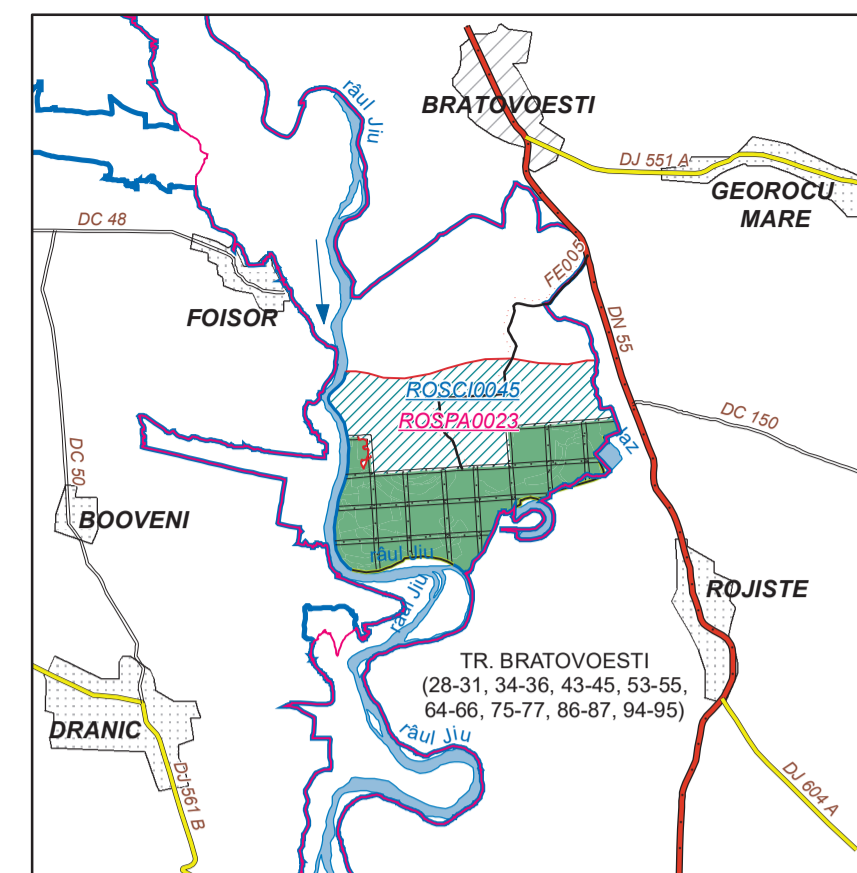 râul Jiu
BRATOVOESTI
DJ 551 A
GEOROCU
MARE
DC 48
FOISOR
FE005
DN 55
ROSCI0045
ROSPA0023
DC 150
Iaz
DC 50
BOOVENI
râul Jiu
râul Jiu
ROJISTE
TR. BRATOVOESTI
(28-31, 34-36, 43-45, 53-55,
64-66, 75-77, 86-87, 94-95)
DRANIC
râul Jiu
DJ 561 B
DJ 604 A